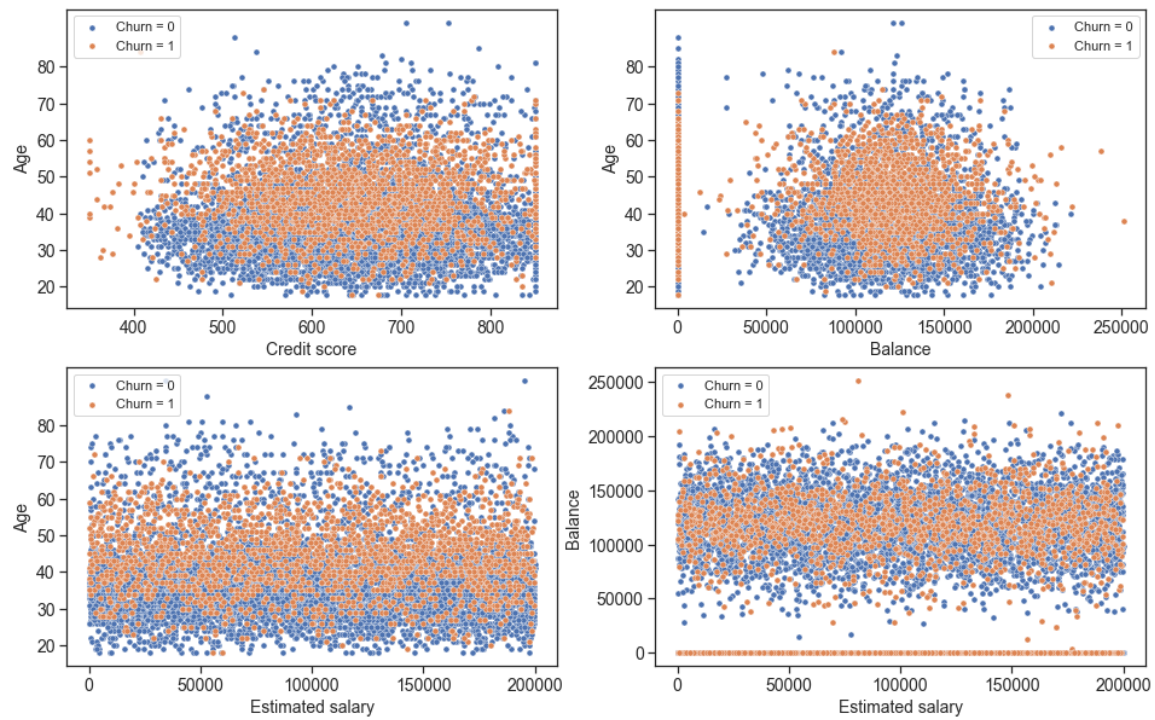 Churn = 0
Churn = 1
Age
80
70
60
50
40
30
20
400 500 600 700 800
Credit score
Churn = 0
Churn = 1
Age
80
70
60
50
40
30
20
0 50000 100000 150000 200000 250000
Balance
Churn = 0
Churn = 1
Age
80
70
60
50
40
30
20
0 50000 100000 150000 200000
Estimated salary
Churn = 0
Churn = 1
Balance
250000
200000
150000
100000
50000
0
0 50000 100000 150000 200000
Estimated salary